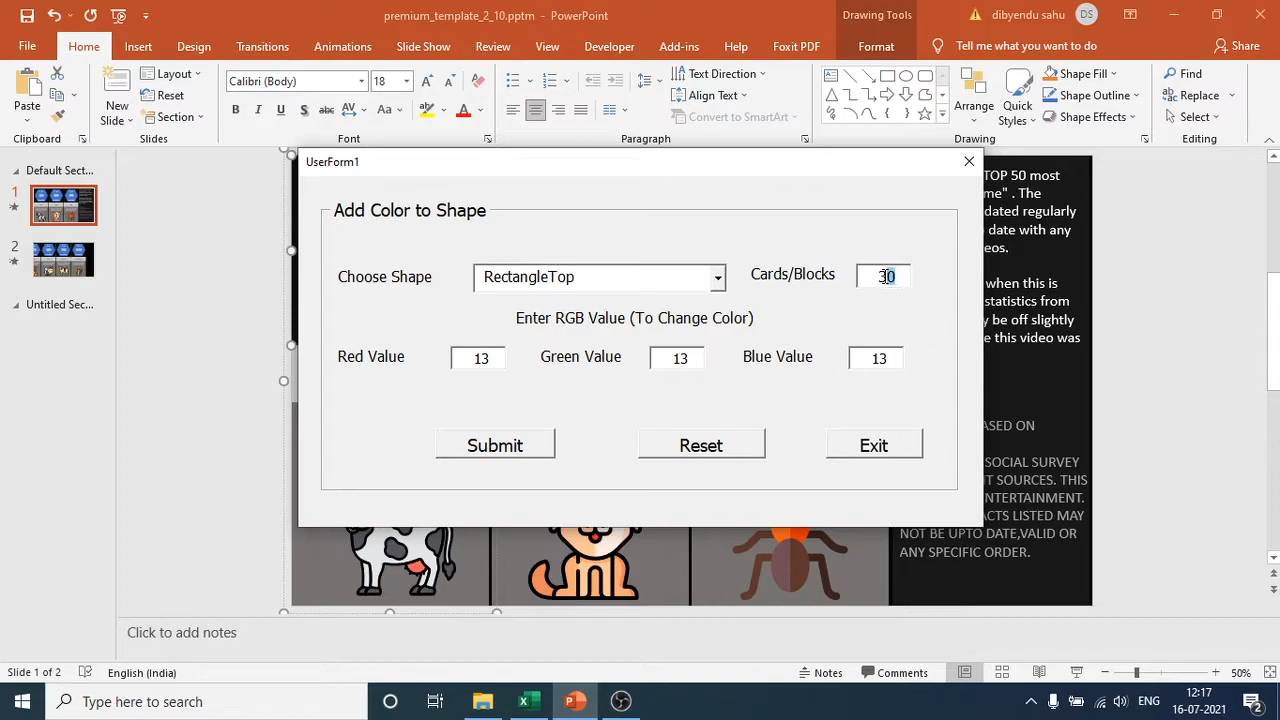 premium_template_2_10.pptm - PowerPoint
Drawing Tools
dibyendu sahu
DS
File
Home
Insert
Design
Transitions
Animations
Slide Show
Review
View
Developer
Add-ins
Help
Foxit PDF
Format
Tell me what you want to do
Share
Paste
New
Slide
Layout
Reset
Section
Calibri (Body)
18
B I U S abc AV Aa A
Text Direction
Align Text
Convert to SmartArt
Arrange
Quick
Styles
Shape Fill
Shape Outline
Shape Effects
Find
Replace
Select
Clipboard
Slides
Font
Paragraph
Drawing
Editing
Default Sect...
1
2
Untitled Sec...
UserForm1
Add Color to Shape
Choose Shape
RectangleTop
Cards/Blocks
30
Enter RGB Value (To Change Color)
Red Value
13
Green Value
13
Blue Value
13
Submit
Reset
Exit
TOP 50 most
me" . The
dated regularly
date with any
eos.
when this is
statistics from
y be off slightly
e this video was
ASED ON
SOCIAL SURVEY
T SOURCES. THIS
NTERTAINMENT.
ACTS LISTED MAY
NOT BE UPTO DATE,VALID OR
ANY SPECIFIC ORDER.
Click to add notes
Slide 1 of 2
English (India)
Notes
Comments
50%
Type here to search
ENG
12:17
16-07-2021
2